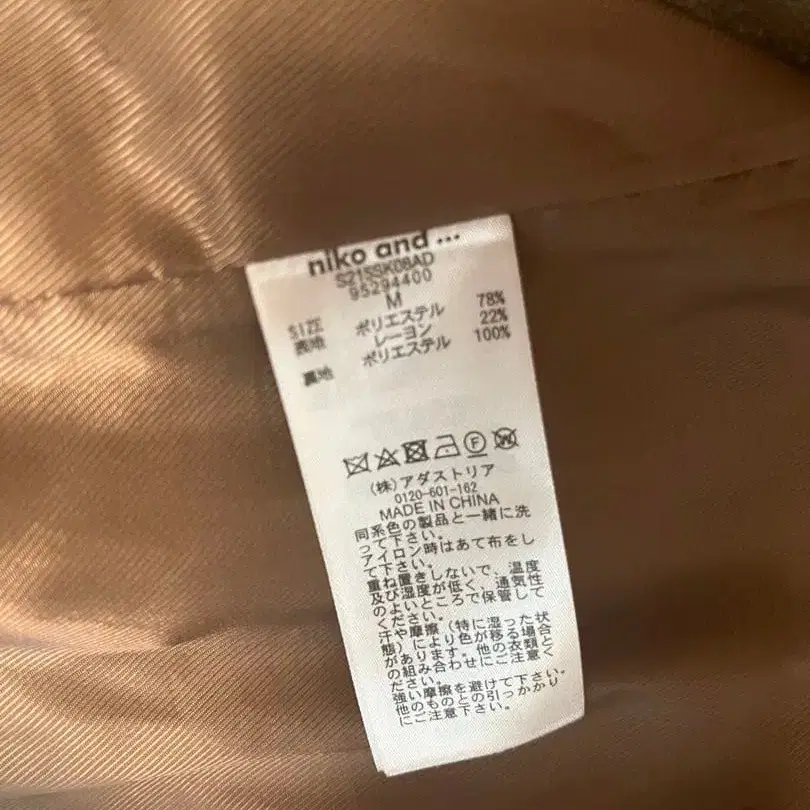 niko and ...
S215SK08AD
95294400
SIZE M
表地 ポリエステル 78%
レーヨン 22%
裏地 ポリエステル 100%
F W
(株)アダストリア
0120-601-162
MADE IN CHINA
同系色の製品と一緒に洗
って下さい。
アイロン時はあて布をし
て下さい。
重ね置きしないで、温度
及び湿度が低く、通気性
のよいところで保管して
ください。
汗や摩擦(特に湿った状
態)により色が移る場合
があります。他の衣類と
の組み合わせにご注意く
ださい。
強い摩擦を避けて下さい。
他のものとの引っかかり
にご注意下さい。